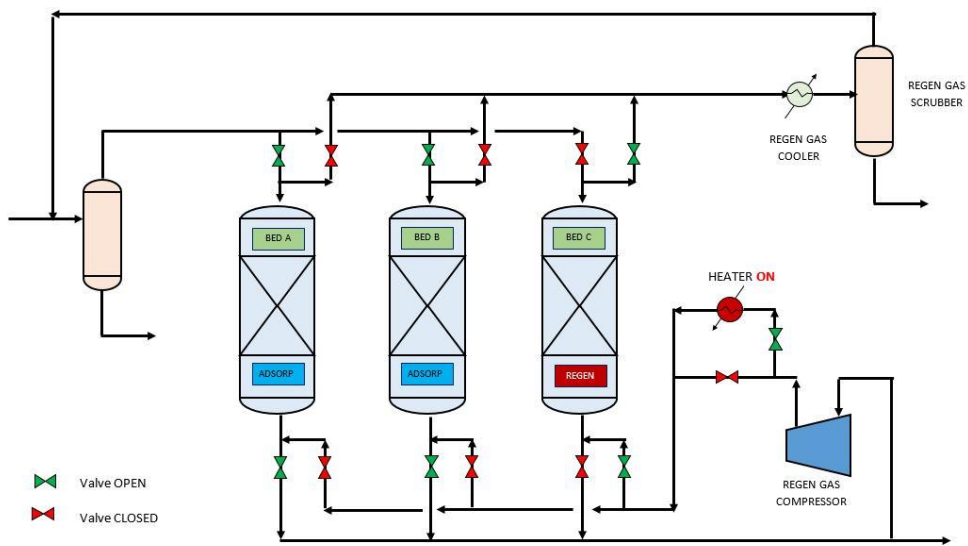 REGEN GAS
SCRUBBER
REGEN GAS
COOLER
BED A
BED B
BED C
HEATER ON
ADSORP
ADSORP
REGEN
REGEN GAS
COMPRESSOR
Valve OPEN
Valve CLOSED